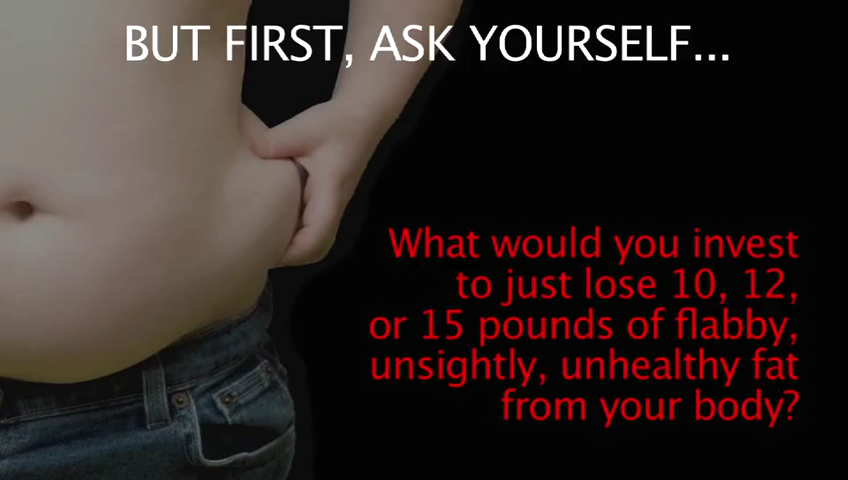 BUT FIRST, ASK YOURSELF...
What would you invest
to just lose 10, 12,
or 15 pounds of flabby,
unsightly, unhealthy fat
from your body?